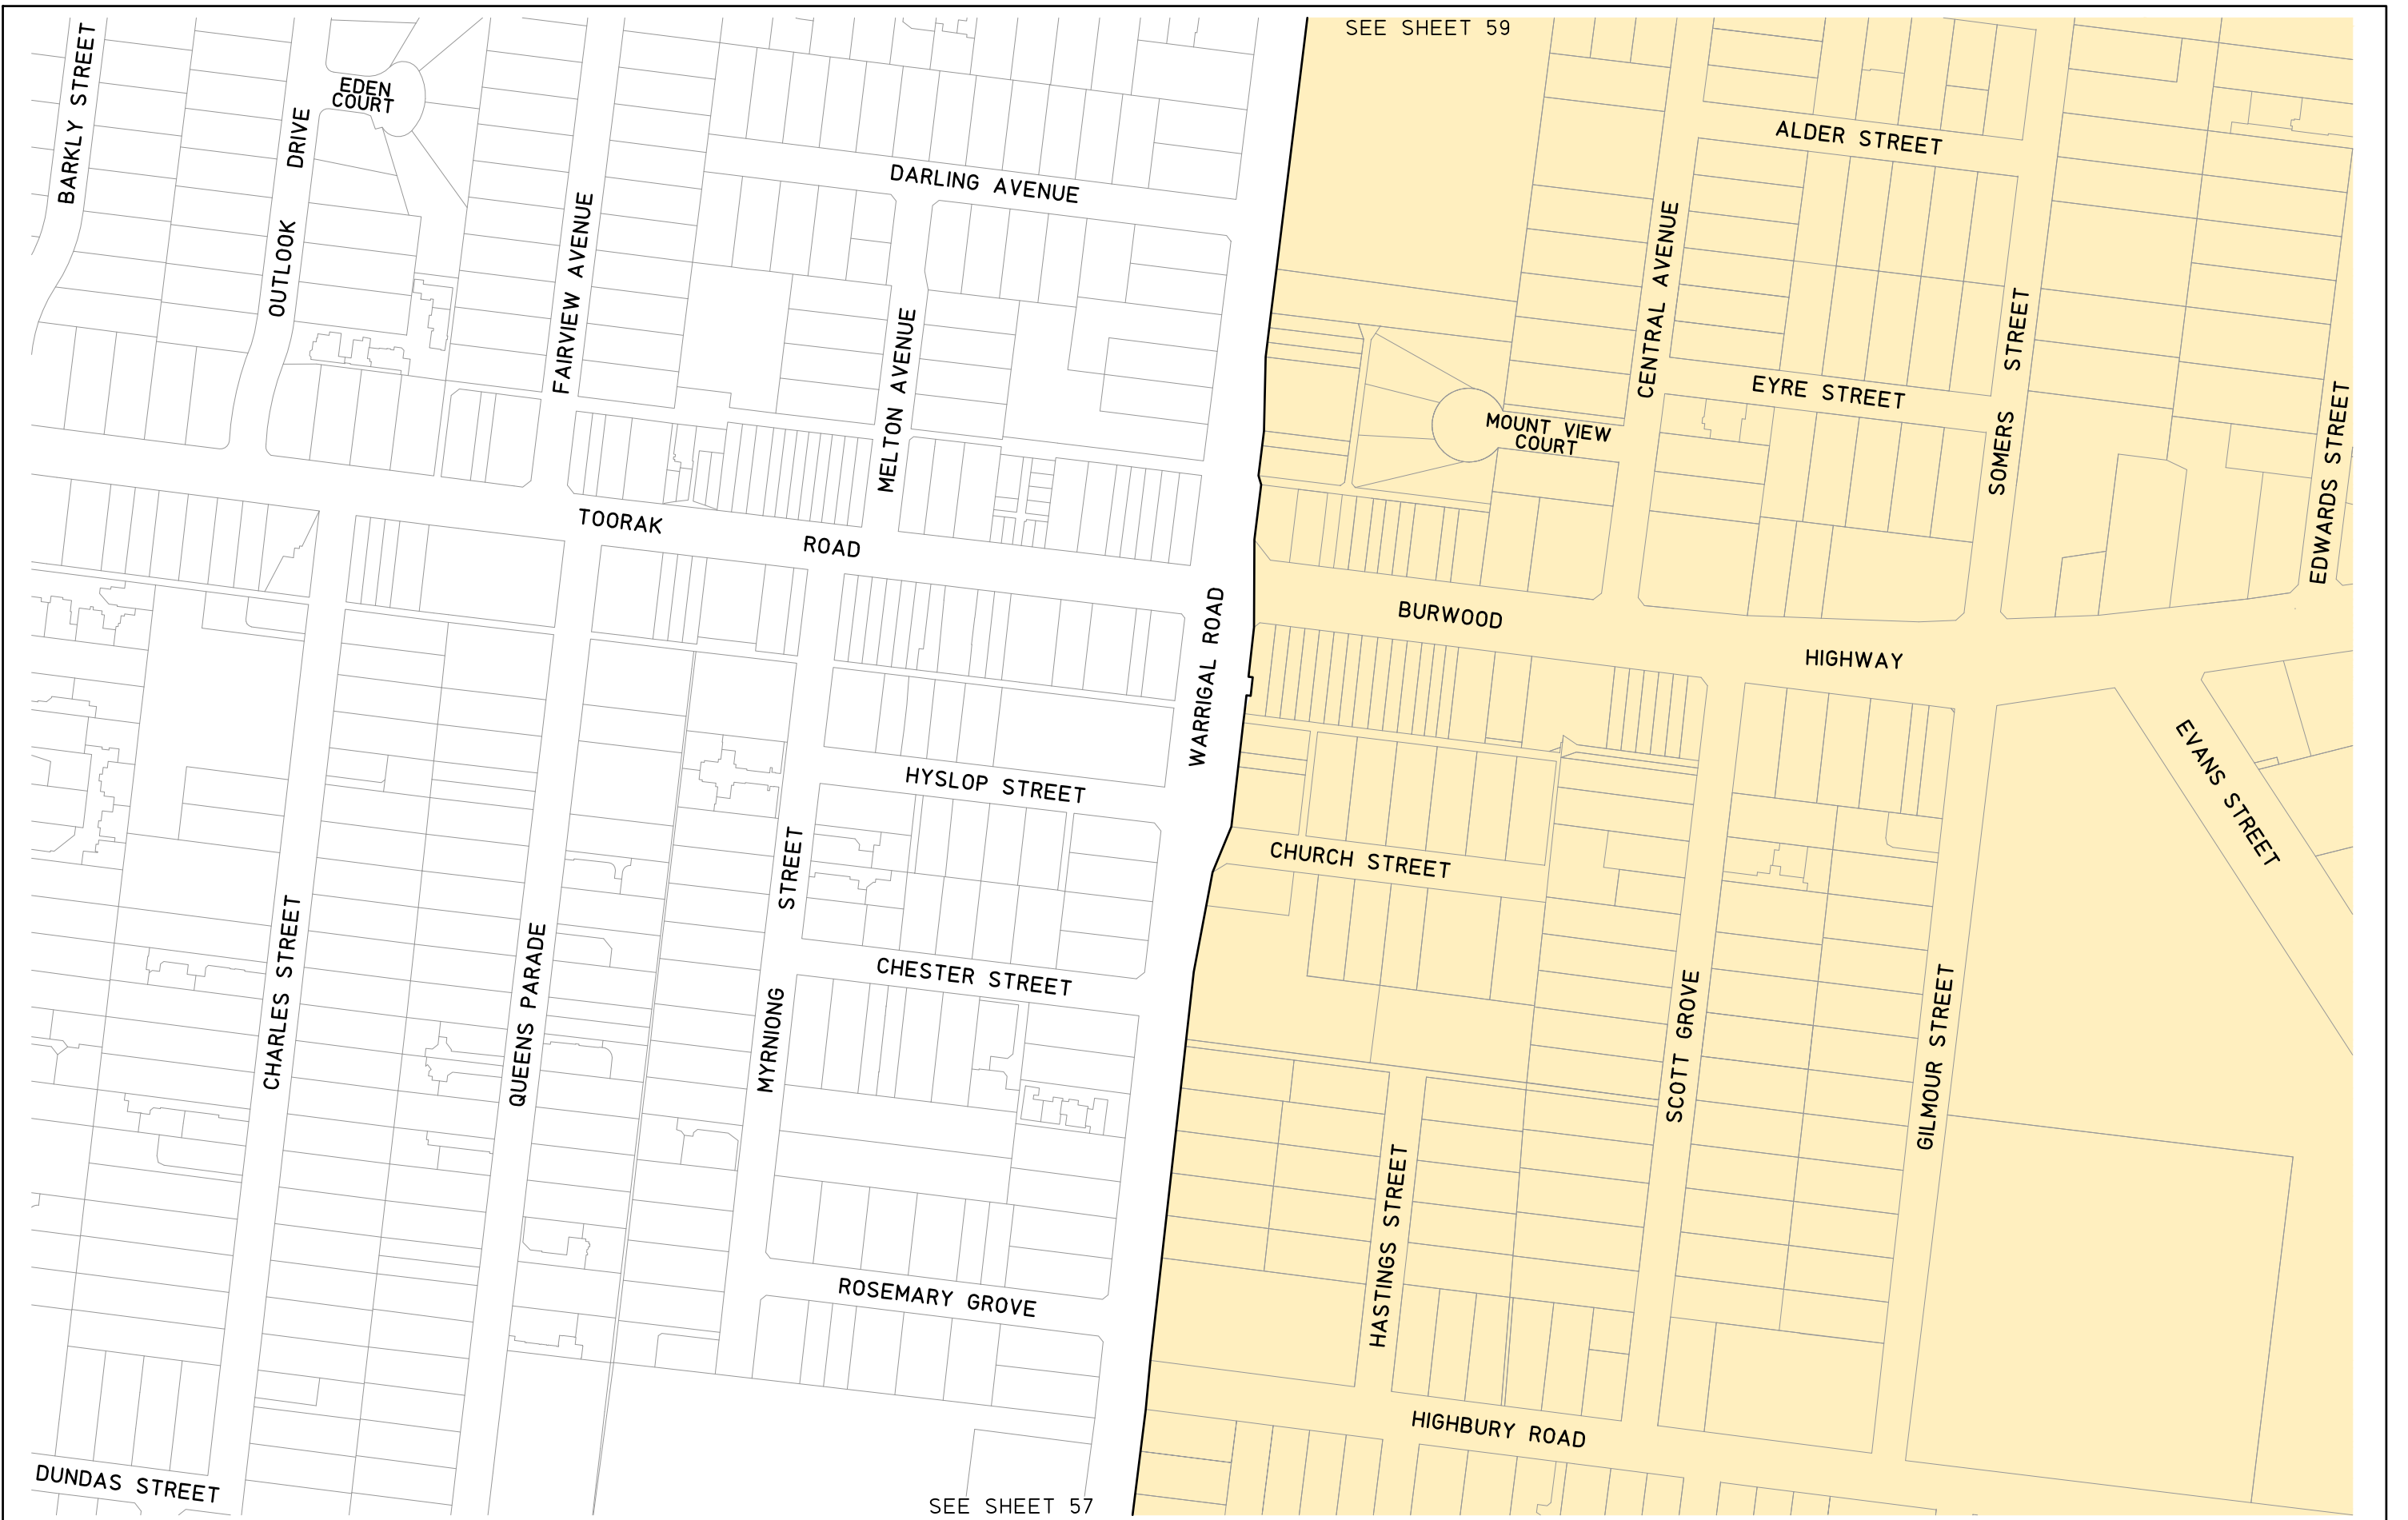 SEE SHEET 59
BARKLY STREET
EDEN
COURT
OUTLOOK DRIVE
ALDER STREET
DARLING AVENUE
FAIRVIEW AVENUE
CENTRAL AVENUE
MELTON AVENUE
SOMERS STREET
EYRE STREET
MOUNT VIEW
COURT
EDWARDS STREET
TOORAK ROAD
BURWOOD HIGHWAY
WARRIGAL ROAD
EVANS STREET
HYSLOP STREET
CHURCH STREET
MYRNIONG STREET
CHARLES STREET
QUEENS PARADE
CHESTER STREET
SCOTT GROVE
GILMOUR STREET
HASTINGS STREET
ROSEMARY GROVE
HIGHBURY ROAD
DUNDAS STREET
SEE SHEET 57